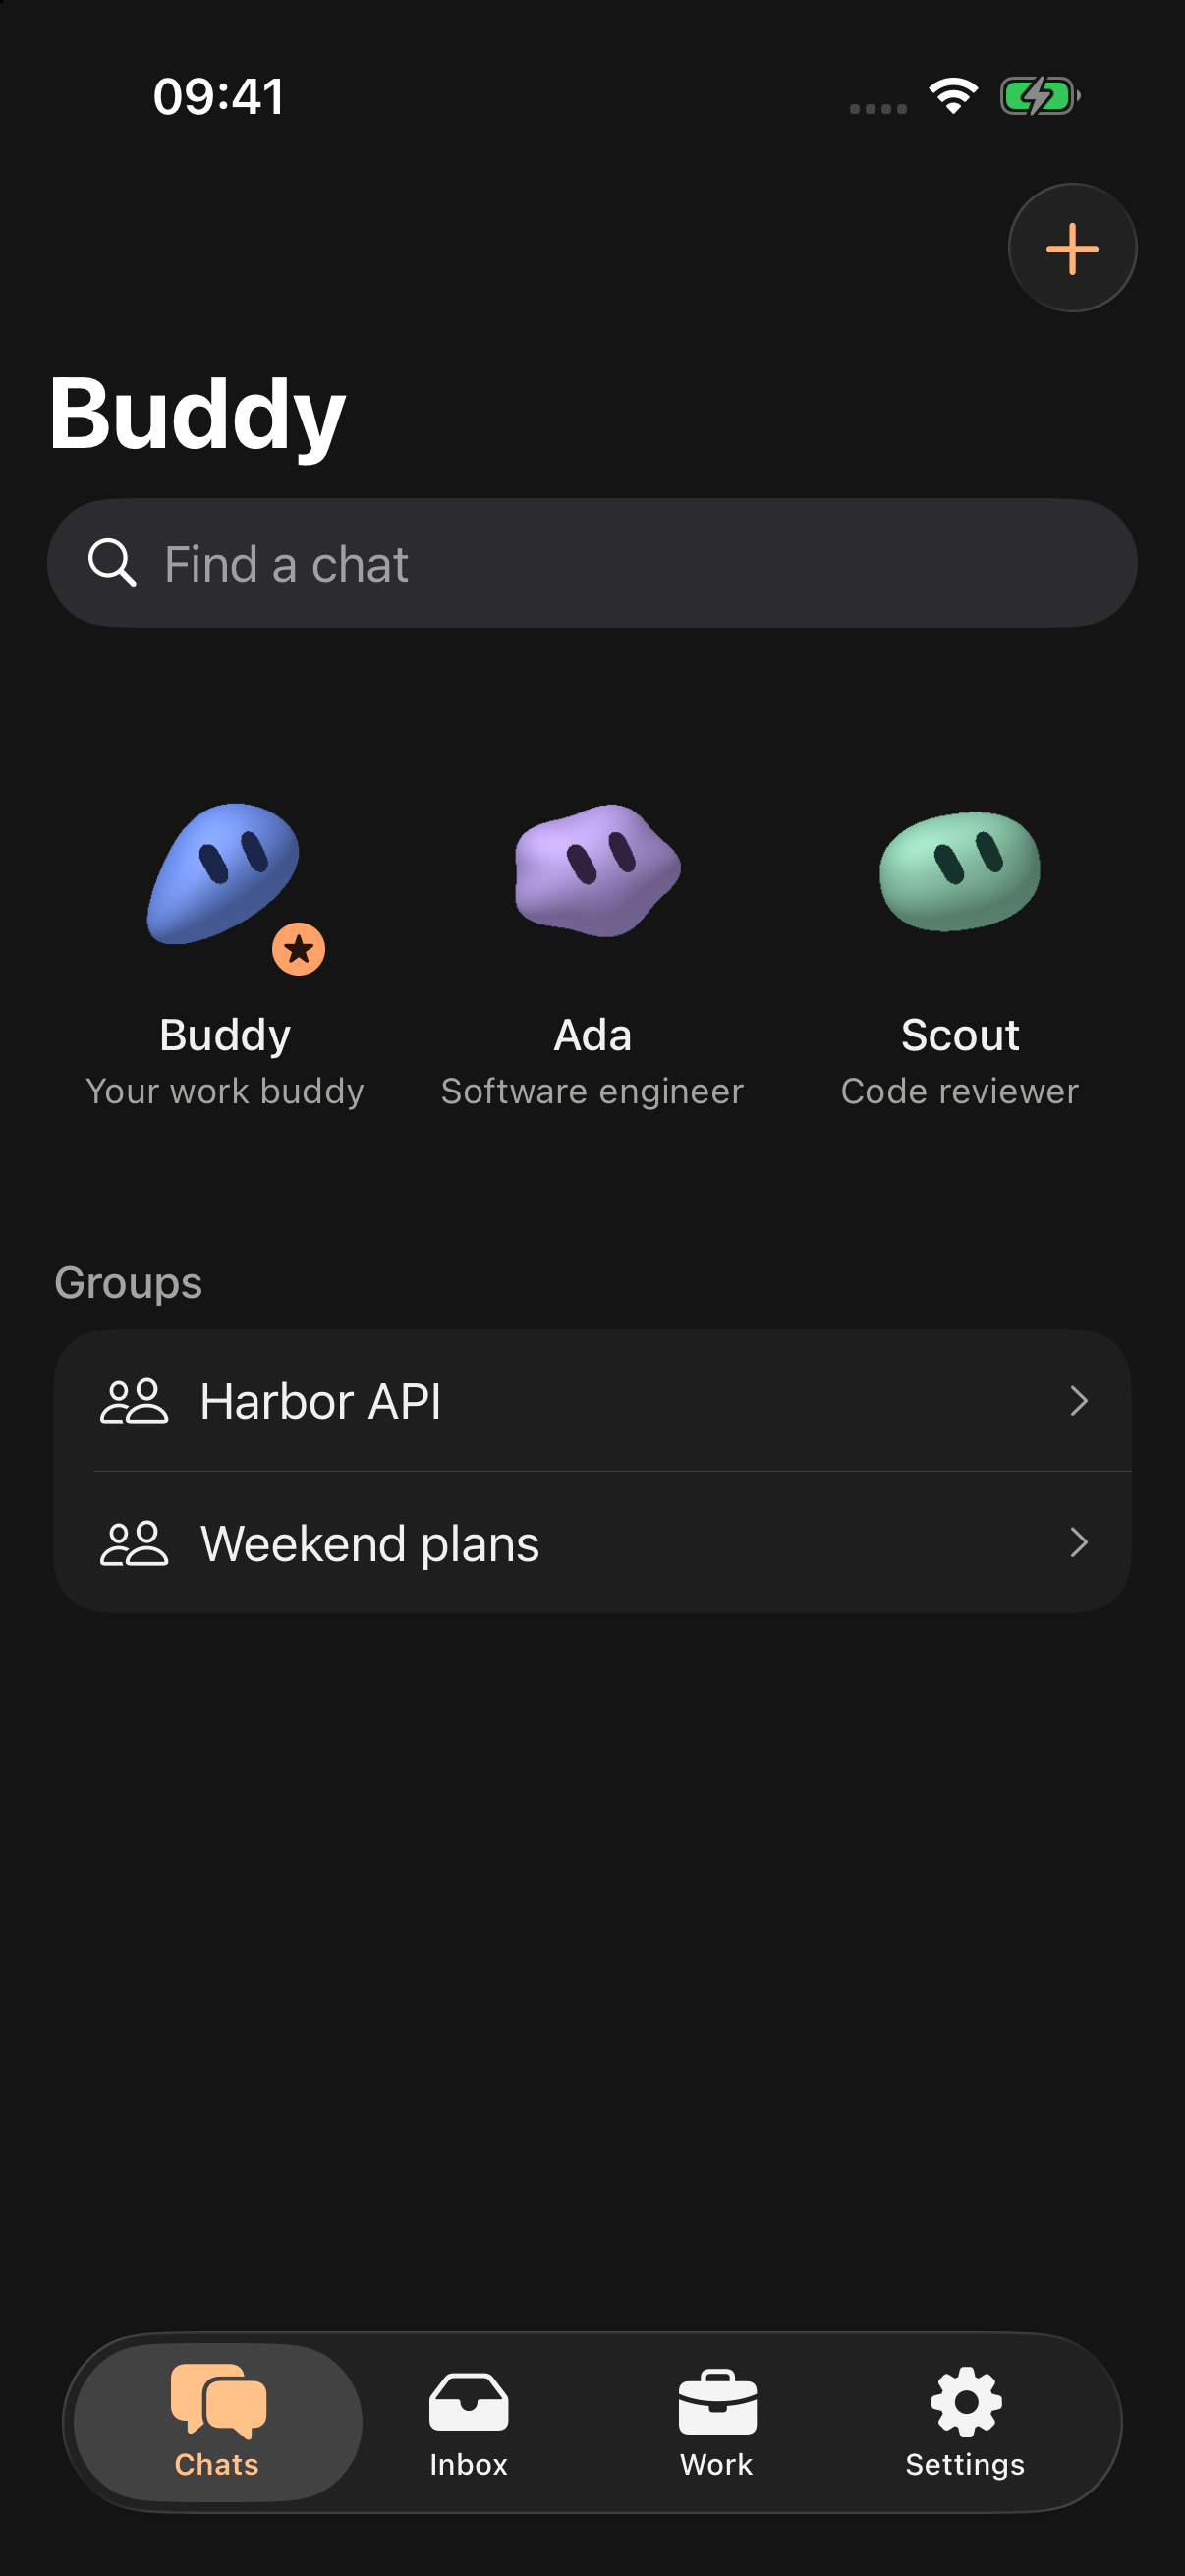 09:41
Buddy
Find a chat
Buddy
Ada
Scout
Your work buddy
Software engineer
Code reviewer
Groups
Harbor API
Weekend plans
Chats
Inbox
Work
Settings